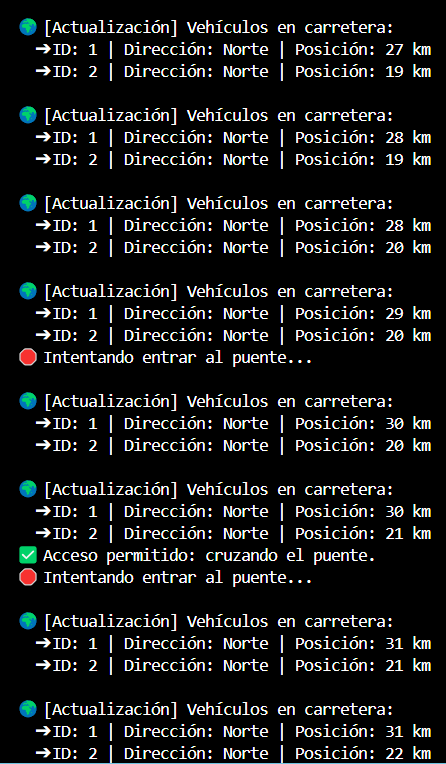 🌍 [Actualización] Vehículos en carretera:
➔ID: 1 | Dirección: Norte | Posición: 27 km
➔ID: 2 | Dirección: Norte | Posición: 19 km
🌍 [Actualización] Vehículos en carretera:
➔ID: 1 | Dirección: Norte | Posición: 28 km
➔ID: 2 | Dirección: Norte | Posición: 19 km
🌍 [Actualización] Vehículos en carretera:
➔ID: 1 | Dirección: Norte | Posición: 28 km
➔ID: 2 | Dirección: Norte | Posición: 20 km
🌍 [Actualización] Vehículos en carretera:
➔ID: 1 | Dirección: Norte | Posición: 29 km
➔ID: 2 | Dirección: Norte | Posición: 20 km
🛑 Intentando entrar al puente...
🌍 [Actualización] Vehículos en carretera:
➔ID: 1 | Dirección: Norte | Posición: 30 km
➔ID: 2 | Dirección: Norte | Posición: 20 km
🌍 [Actualización] Vehículos en carretera:
➔ID: 1 | Dirección: Norte | Posición: 30 km
➔ID: 2 | Dirección: Norte | Posición: 21 km
✅ Acceso permitido: cruzando el puente.
🛑 Intentando entrar al puente...
🌍 [Actualización] Vehículos en carretera:
➔ID: 1 | Dirección: Norte | Posición: 31 km
➔ID: 2 | Dirección: Norte | Posición: 21 km
🌍 [Actualización] Vehículos en carretera:
➔ID: 1 | Dirección: Norte | Posición: 31 km
➔ID: 2 | Dirección: Norte | Posición: 22 km